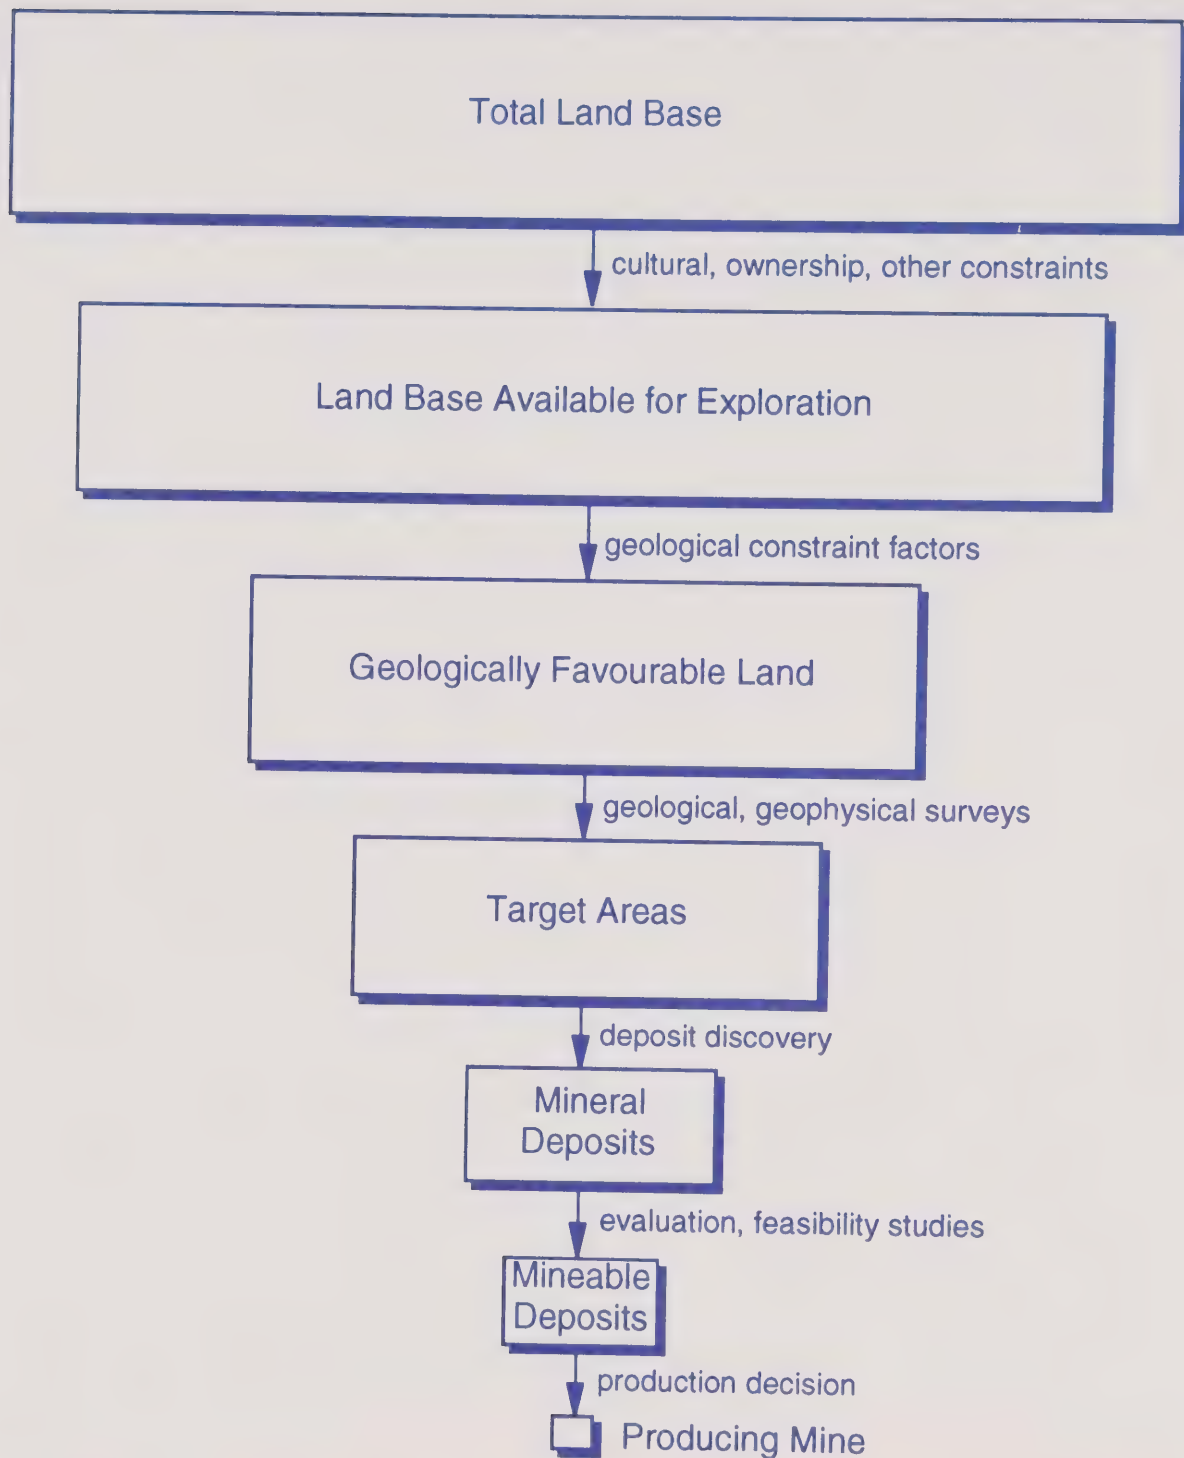 Total Land Base
cultural, ownership, other constraints
Land Base Available for Exploration
geological constraint factors
Geologically Favourable Land
geological, geophysical surveys
Target Areas
deposit discovery
Mineral
Deposits
evaluation, feasibility studies
Mineable
Deposits
production decision
Producing Mine